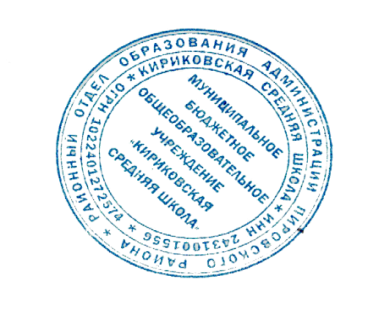 РАЙОННЫЙ ОТДЕЛ ОБРАЗОВАНИЯ АДМИНИСТРАЦИИ ПИРОВСКОГО РАЙОНА *
* КИРИКОВСКАЯ СРЕДНЯЯ ШКОЛА * ИНН 2431001556 * ОГРН 1022401272574
МУНИЦИПАЛЬНОЕ
БЮДЖЕТНОЕ
ОБЩЕОБРАЗОВАТЕЛЬНОЕ
УЧРЕЖДЕНИЕ
"КИРИКОВСКАЯ
СРЕДНЯЯ ШКОЛА"